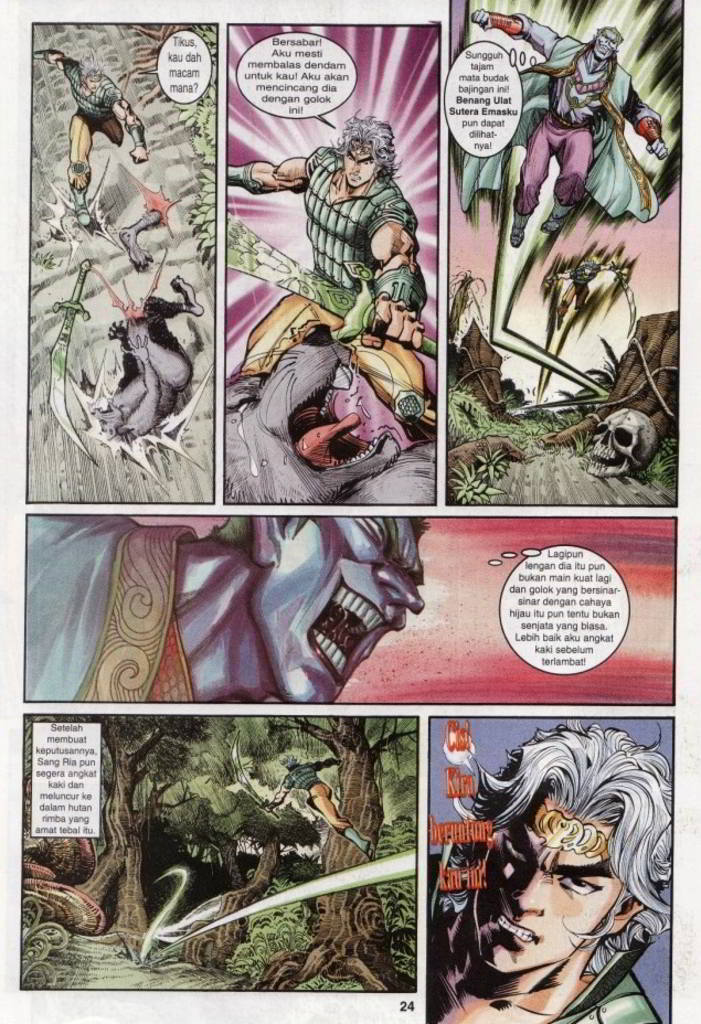 Tikus,
kau dah
macam
mana?
Bersabar!
Aku mesti
membalas dendam
untuk kau! Aku akan
mencincang dia
dengan golok
ini!
Sungguh
tajam
mata budak
bajingan ini!
Benang Ulat
Sutera Emasku
pun dapat
dilihat-
nya!
Lagipun
lengan dia itu pun
bukan main kuat lagi
dan golok yang bersinar-
sinar dengan cahaya
hijau itu pun tentu bukan
senjata yang biasa.
Lebih baik aku angkat
kaki sebelum
terlambat!
Setelah
membuat
keputusannya,
Sang Ria pun
segera angkat
kaki dan
meluncur ke
dalam hutan
rimba yang
amat tebal itu.
Cis!
Kira
beruntung
kau itu!
24